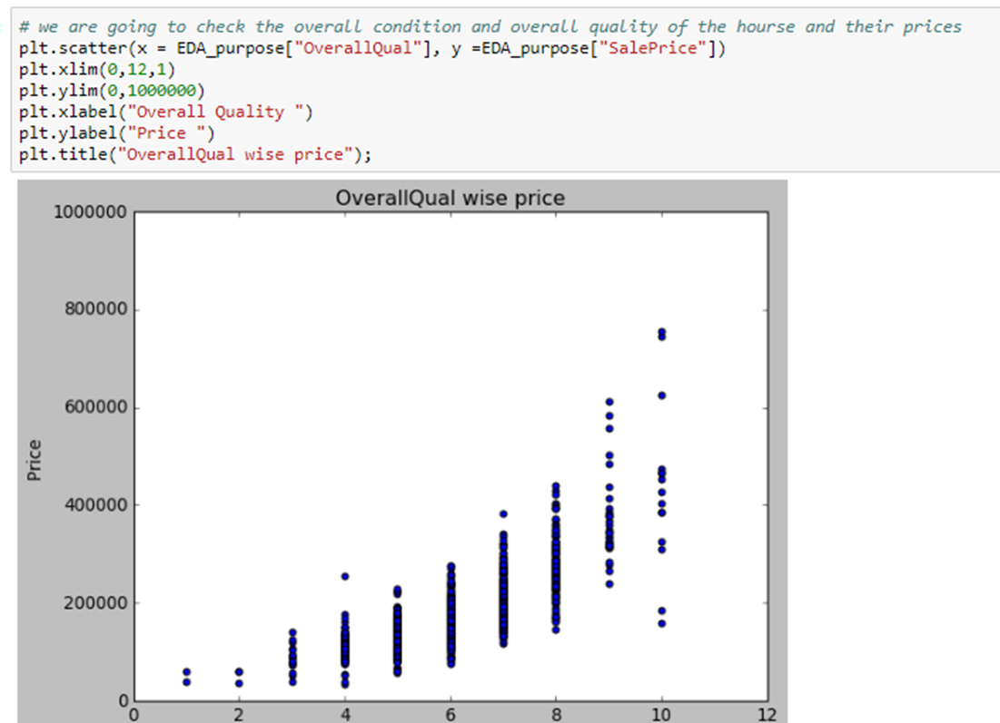 # we are going to check the overall condition and overall quality of the hourse and their prices
plt.scatter(x = EDA_purpose["OverallQual"], y =EDA_purpose["SalePrice"])
plt.xlim(0,12,1)
plt.ylim(0,1000000)
plt.xlabel("Overall Quality ")
plt.ylabel("Price ")
plt.title("OverallQual wise price");
OverallQual wise price
1000000
800000
600000
400000
200000
0
Price
0 2 4 6 8 10 12